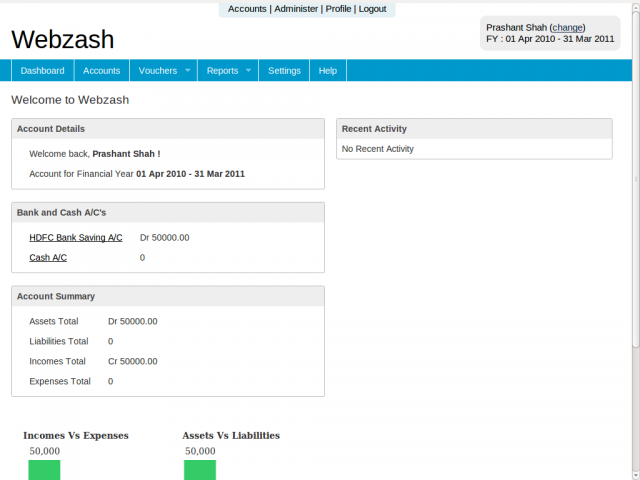 Accounts | Administer | Profile | Logout
Webzash
Prashant Shah (change)
FY : 01 Apr 2010 - 31 Mar 2011
Dashboard Accounts Vouchers Reports Settings Help
Welcome to Webzash
Account Details
Welcome back, Prashant Shah !
Account for Financial Year 01 Apr 2010 - 31 Mar 2011
Recent Activity
No Recent Activity
Bank and Cash A/C's
HDFC Bank Saving A/C Dr 50000.00
Cash A/C 0
Account Summary
Assets Total Dr 50000.00
Liabilities Total 0
Incomes Total Cr 50000.00
Expenses Total 0
Incomes Vs Expenses
50,000
Assets Vs Liabilities
50,000